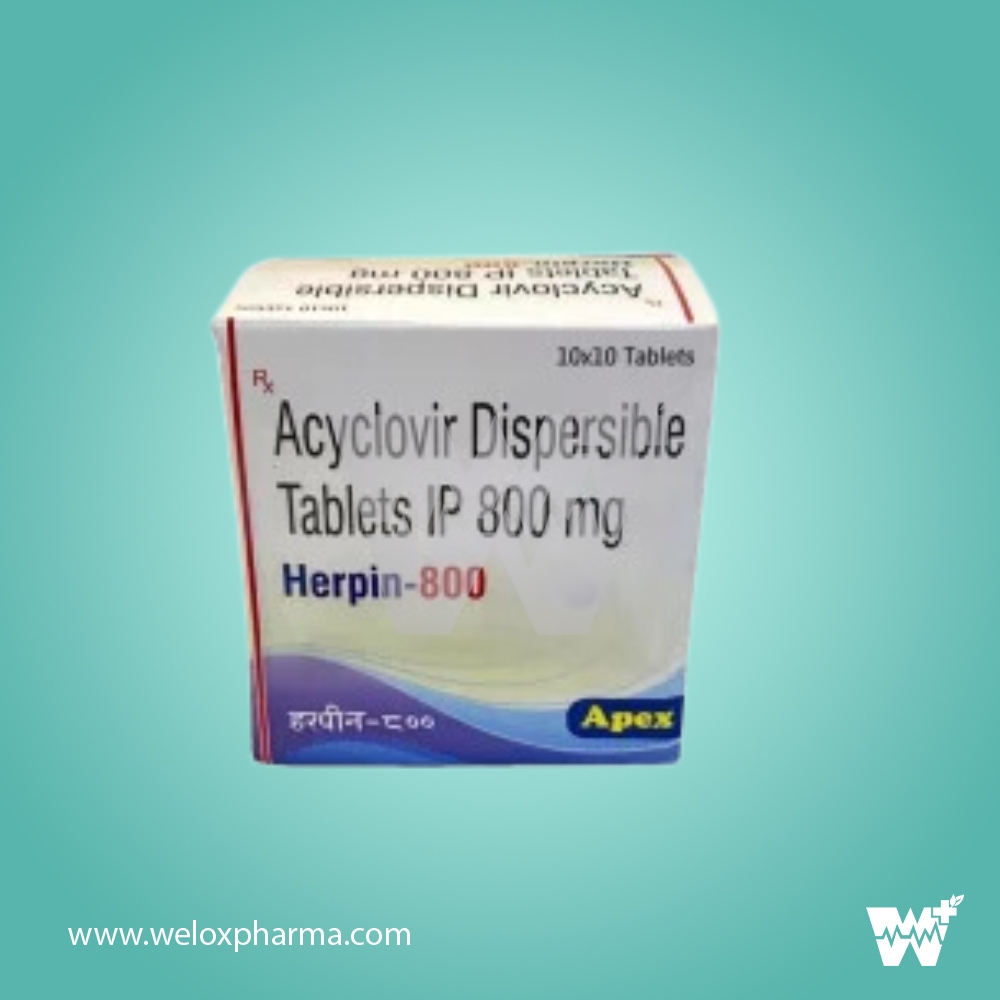 Acyclovir Dispersible
Tablets IP 800 mg
10x10 Tablets
Rx
Acyclovir Dispersible
Tablets IP 800 mg
Herpin-800
हरपीन-८००
Apex
www.weloxpharma.com
W